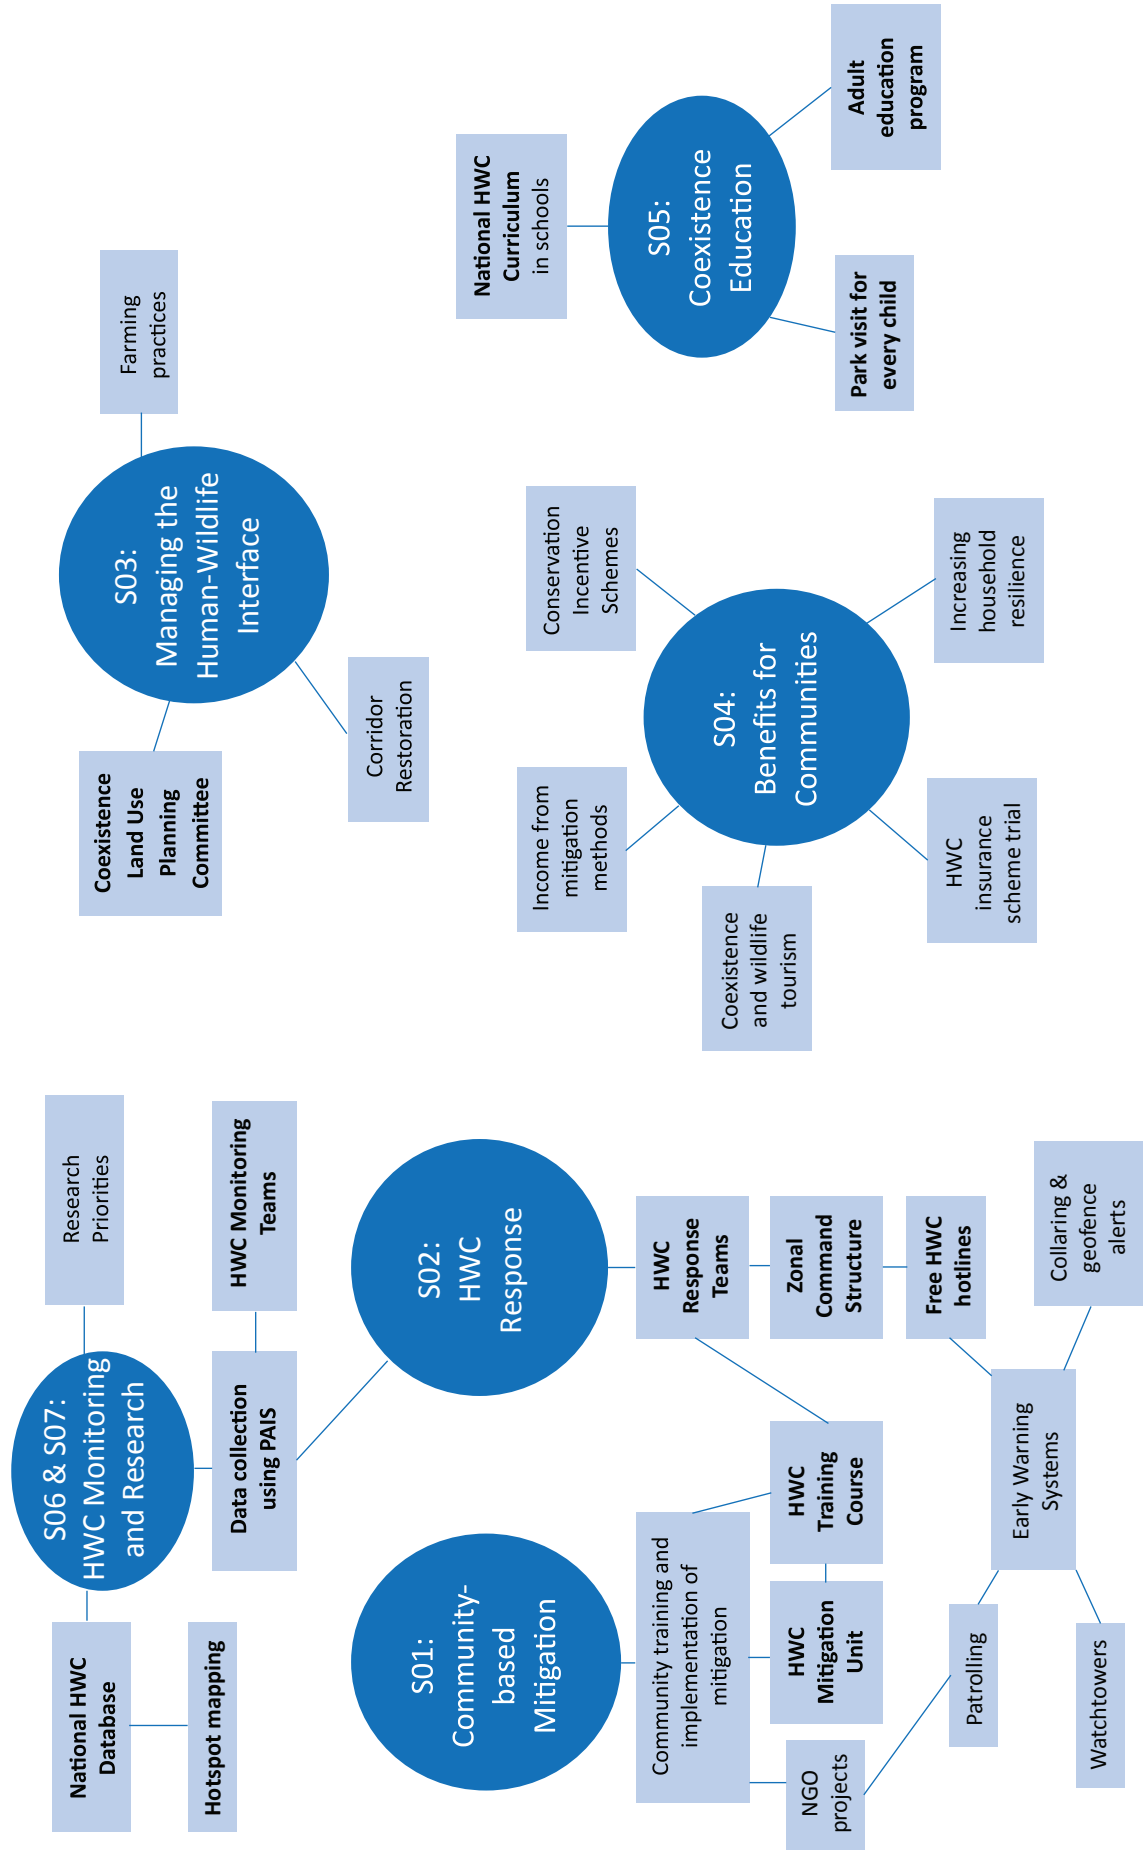 S06 & S07:
HWC Monitoring
and Research
National HWC
Database
Hotspot mapping
Research
Priorities
Data collection
using PAIS
HWC Monitoring
Teams
S01:
Community-
based
Mitigation
Community training and
implementation of
mitigation
NGO
projects
HWC
Mitigation
Unit
HWC
Training
Course
Patrolling
Watchtowers
Early Warning
Systems
S02:
HWC
Response
HWC
Response
Teams
Zonal
Command
Structure
Free HWC
hotlines
Collaring &
geofence
alerts
S03:
Managing the
Human-Wildlife
Interface
Coexistence
Land Use
Planning
Committee
Corridor
Restoration
Farming
practices
S04:
Benefits for
Communities
Income from
mitigation
methods
Conservation
Incentive
Schemes
Coexistence
and wildlife
tourism
HWC
insurance
scheme trial
Increasing
household
resilience
S05:
Coexistence
Education
National HWC
Curriculum
in schools
Park visit for
every child
Adult
education
program